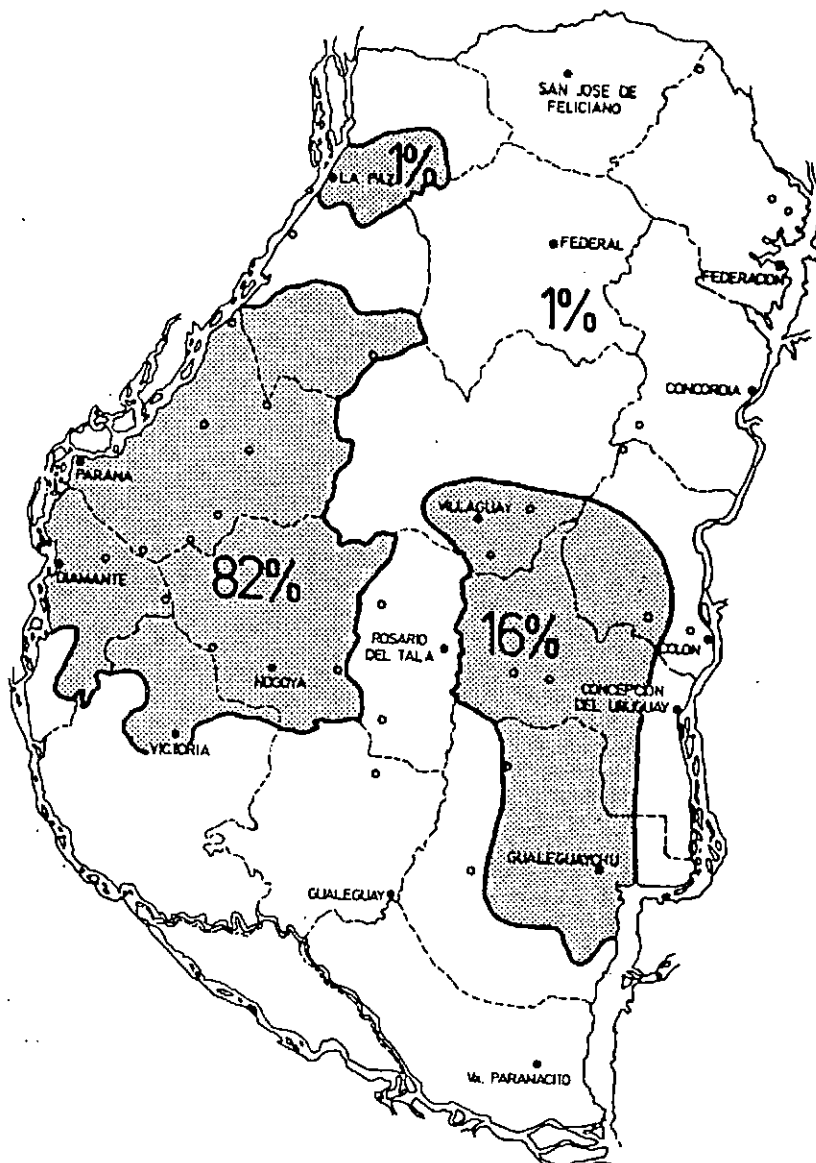 SAN JOSE DE
FELICIANO
1%
LA PAZ
FEDERAL
FEDERACION
1%
CONCORDIA
PARANA
VILLAGUAY
DIAMANTE
82%
16%
ROSARIO
DEL TALA
COLON
NOGOYA
CONCEPCION
DEL URUGUAY
VICTORIA
GUALEGUAYCHU
GUALEGUAY
Va. PARANACITO